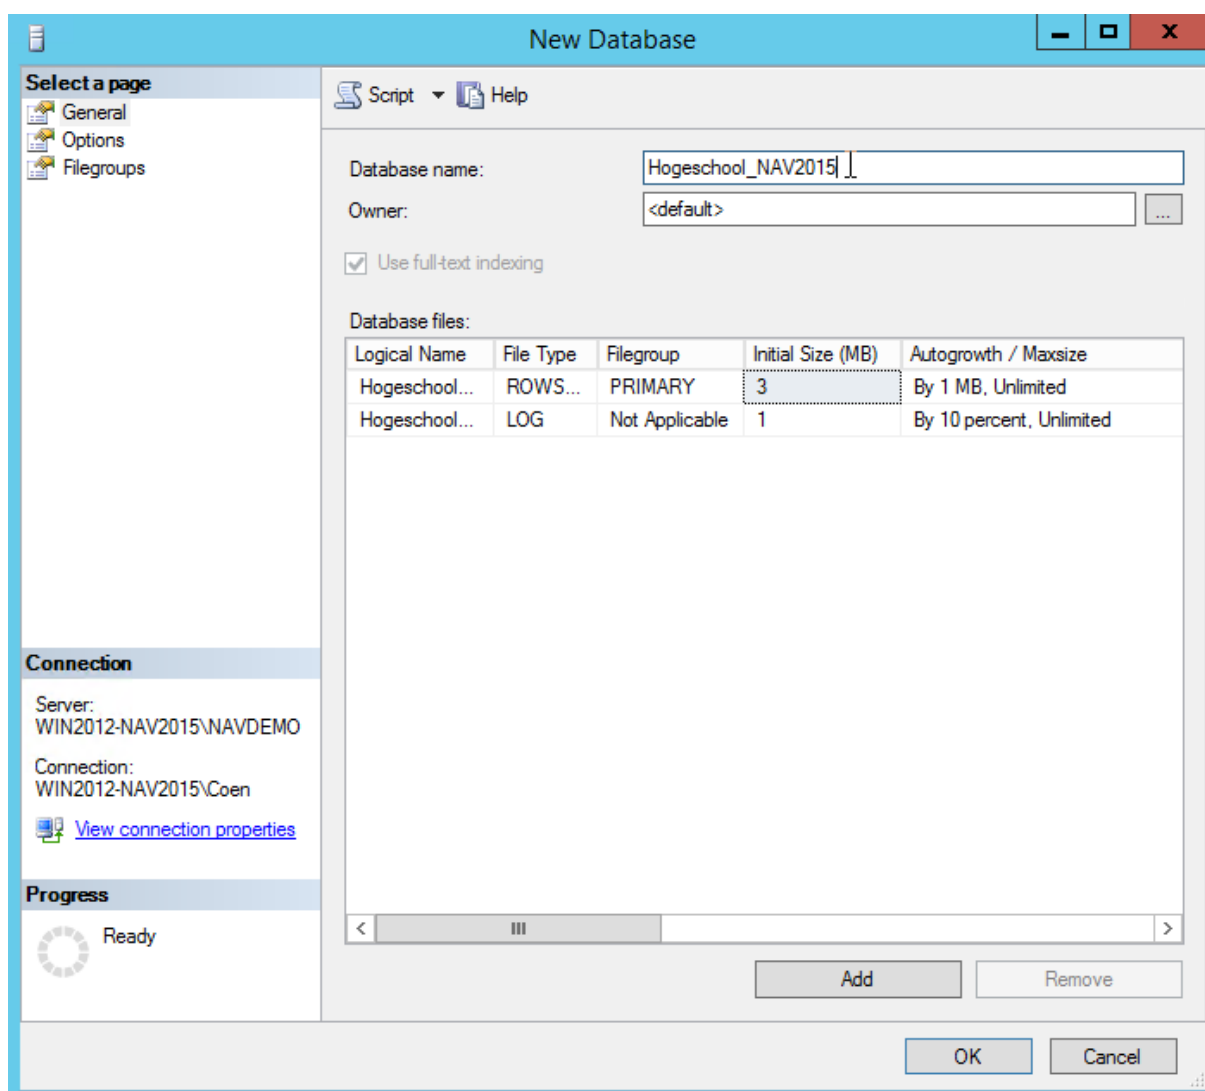 New Database
Select a page
General
Options
Filegroups
Script
Help
Database name:
Hogeschool_NAV2015
Owner:
<default>
...
Use full-text indexing
Database files:
Logical Name File Type Filegroup Initial Size (MB) Autogrowth / Maxsize
Hogeschool... ROWS... PRIMARY 3 By 1 MB, Unlimited
Hogeschool... LOG Not Applicable 1 By 10 percent, Unlimited
Connection
Server:
WIN2012-NAV2015\NAVDEMO
Connection:
WIN2012-NAV2015\Coen
View connection properties
Progress
Ready
Add
Remove
OK
Cancel